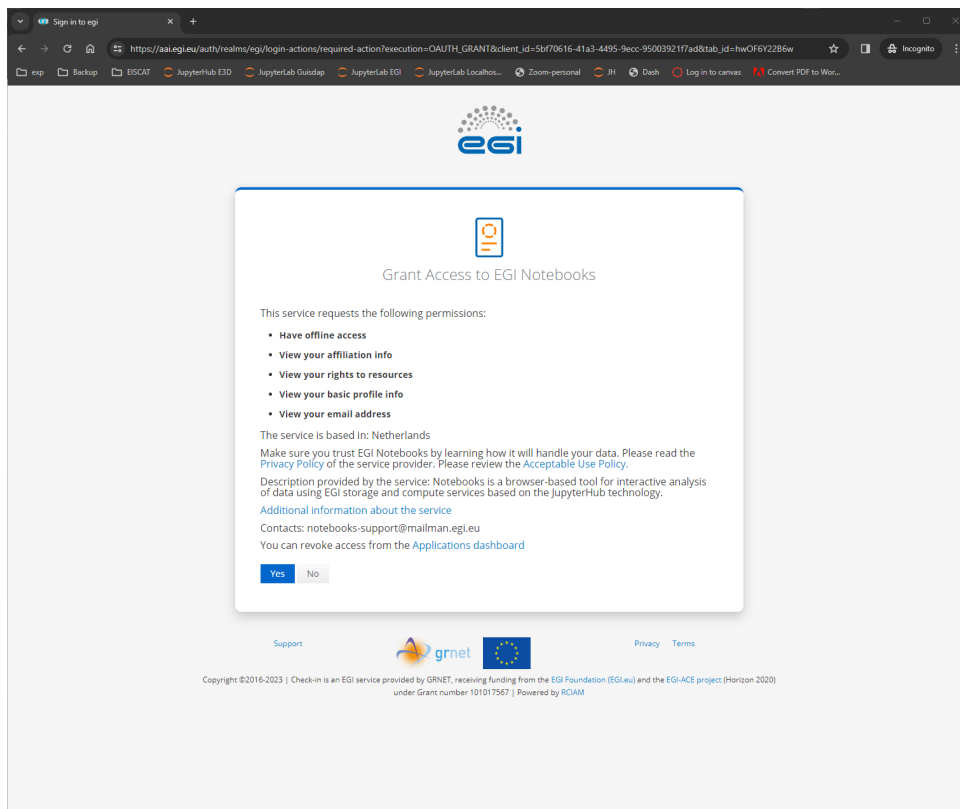 Sign in to egi
https://aai.egi.eu/auth/realms/egi/login-actions/required-action?execution=OAUTH_GRANT&client_id=5bf70616-41a3-4495-9ecc-95003921f7ad&tab_id=hwOF6Y22B6w
Incognito
exp Backup EISCAT JupyterHub E3D JupyterLab Guisdap JupyterLab EGI JupyterLab Localhos... Zoom-personal JH Dash Log in to canvas Convert PDF to Wor...
egi
Grant Access to EGI Notebooks
This service requests the following permissions:
• Have offline access
• View your affiliation info
• View your rights to resources
• View your basic profile info
• View your email address
The service is based in: Netherlands
Make sure you trust EGI Notebooks by learning how it will handle your data. Please read the
Privacy Policy of the service provider. Please review the Acceptable Use Policy.
Description provided by the service: Notebooks is a browser-based tool for interactive analysis
of data using EGI storage and compute services based on the JupyterHub technology.
Additional information about the service
Contacts: notebooks-support@mailman.egi.eu
You can revoke access from the Applications dashboard
Yes No
Support grnet Privacy Terms
Copyright ©2016-2023 | Check-in is an EGI service provided by GRNET, receiving funding from the EGI Foundation (EGI.eu) and the EGI-ACE project (Horizon 2020)
under Grant number 101017567 | Powered by RCIAM